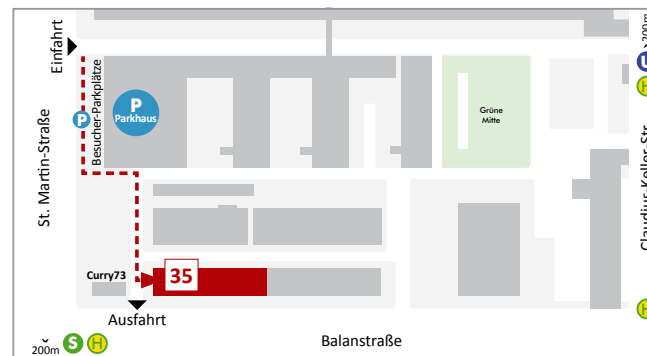 Einfahrt
St. Martin-Straße
Besucher-Parkplätze
P
P
Parkhaus
Grüne
Mitte
200m
U
H
Claudius-Keller-Str.
Curry73
35
Ausfahrt
H
200m
S
H
Balanstraße